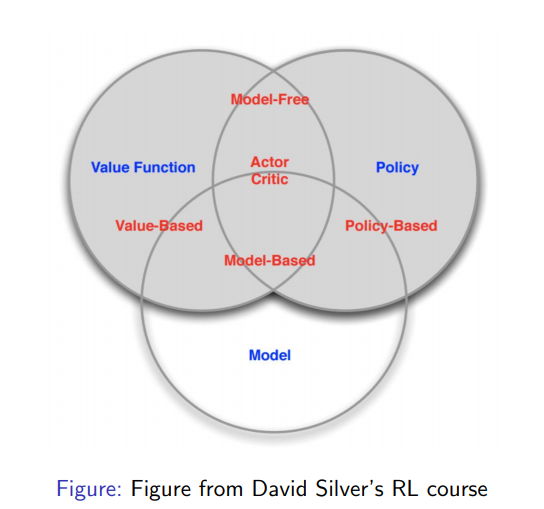 Model-Free
Actor
Critic
Value Function
Policy
Value-Based
Policy-Based
Model-Based
Model
Figure: Figure from David Silver's RL course